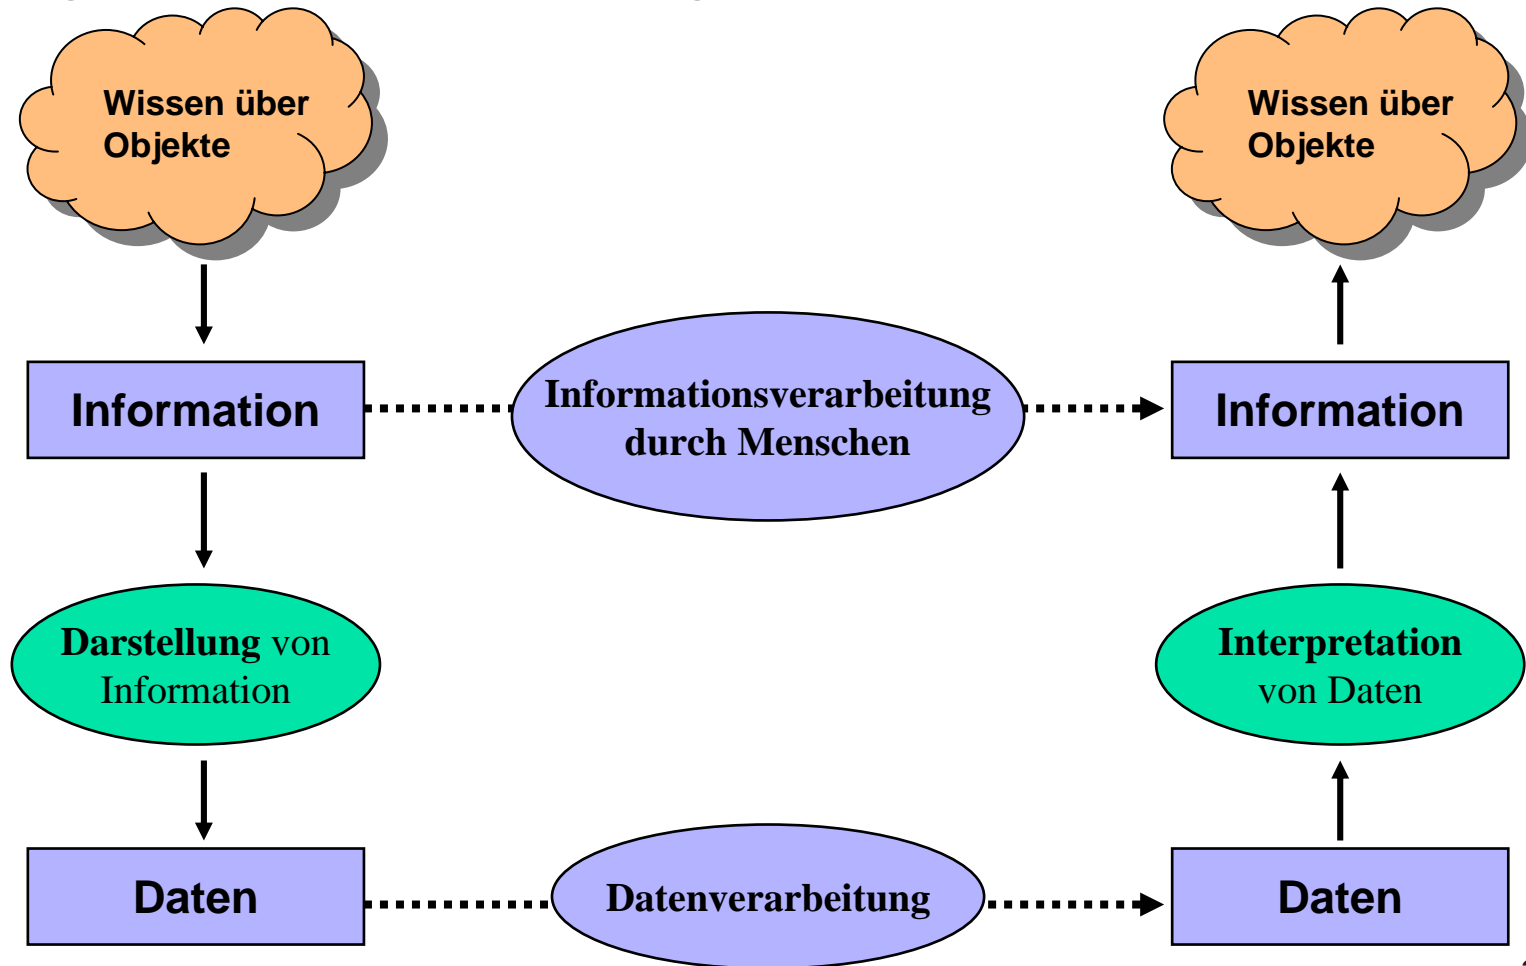 Wissen über
Objekte
Wissen über
Objekte
Information
Informationsverarbeitung
durch Menschen
Information
Darstellung von
Information
Interpretation
von Daten
Daten
Datenverarbeitung
Daten